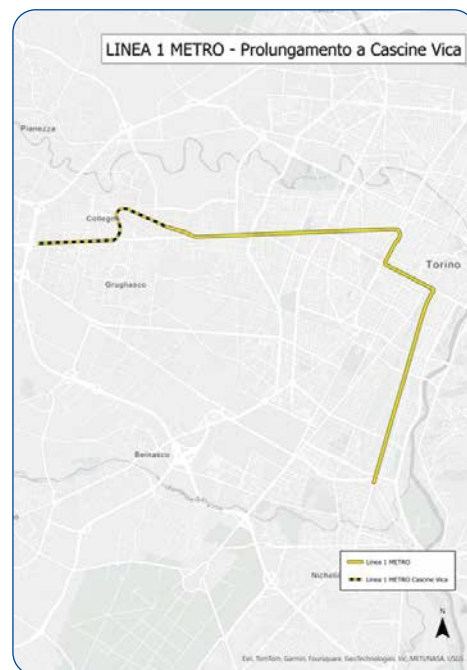 LINEA 1 METRO - Prolungamento a Cascine Vica
Pianezza
Collegno
Torino
Grugliasco
Beinasco
Linea 1 METRO
Linea 1 METRO Cascine Vica
Nichelino
N
Esri, TomTom, Garmin, Foursquare, GeoTechnologies, Inc, METI/NASA, USGS